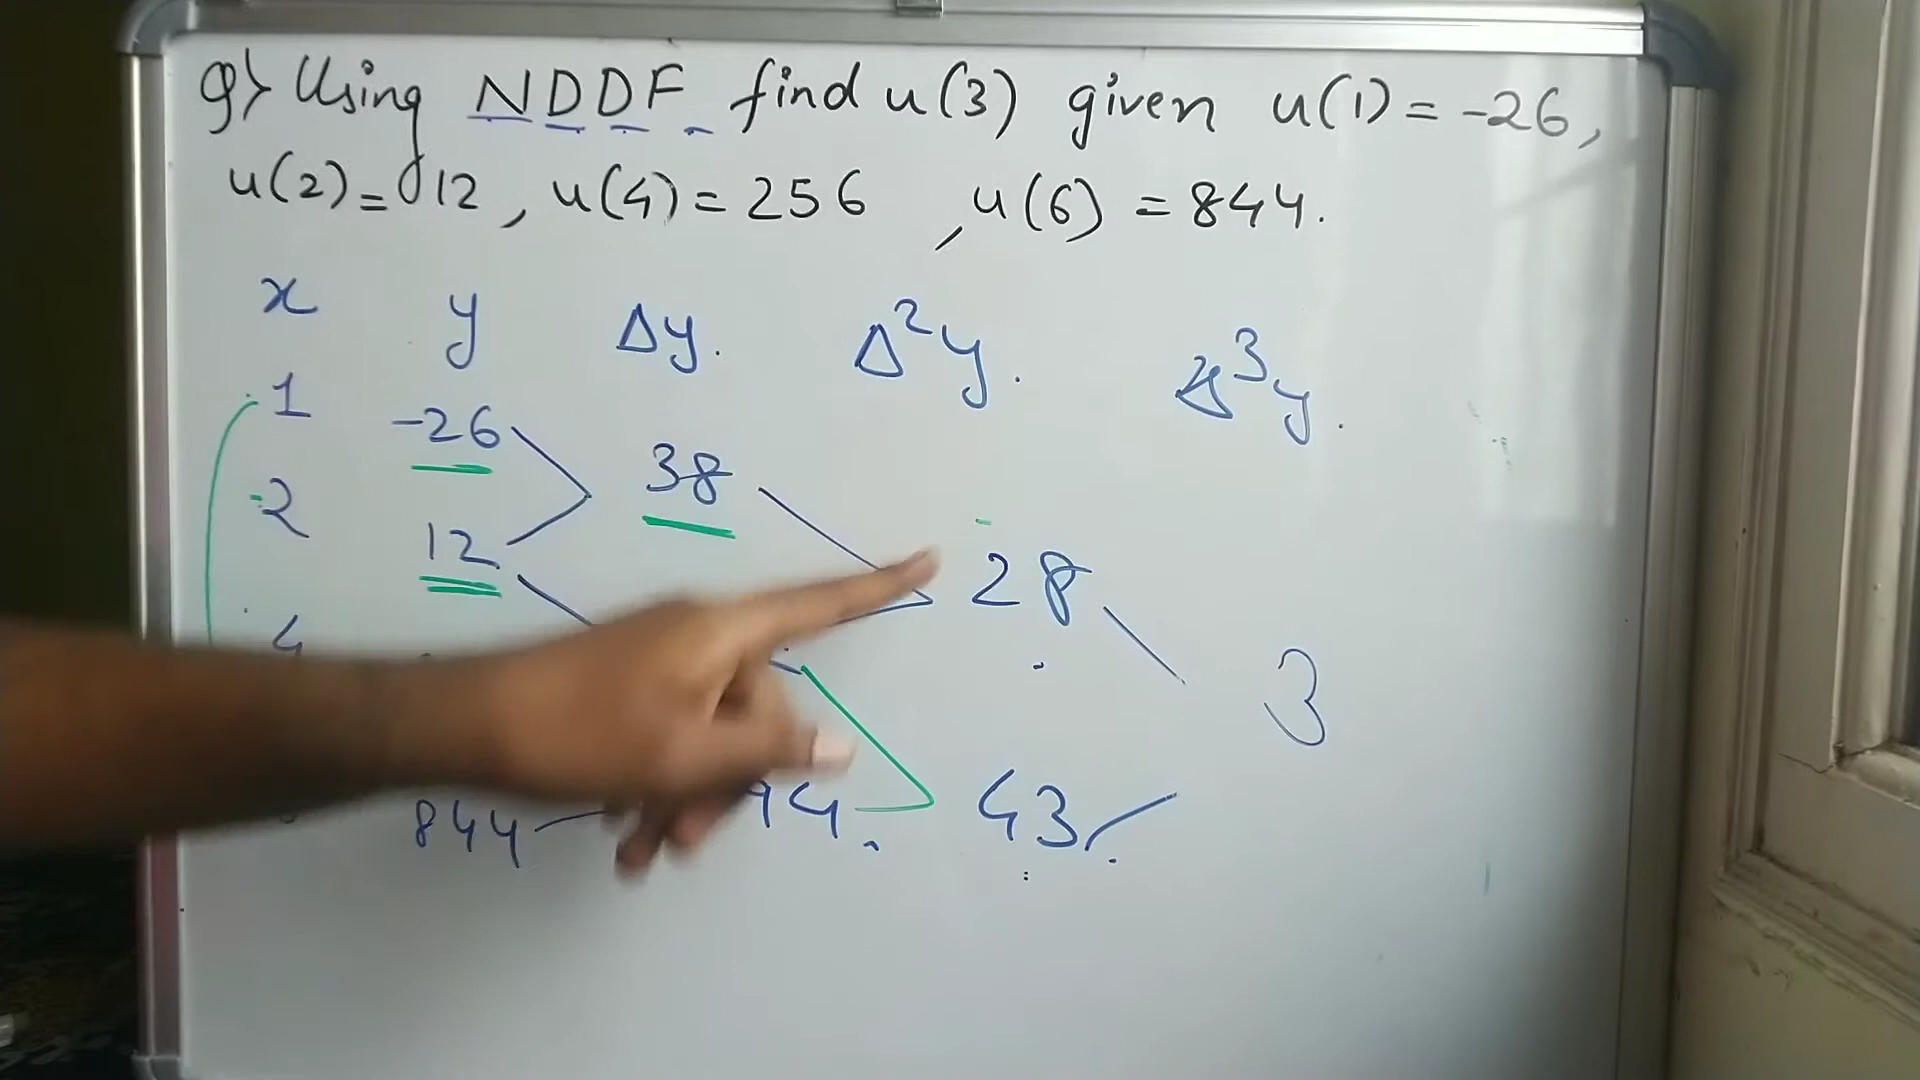 Q) Using NDDF find u(3) given u(1) = -26,
u(2) = 12, u(4) = 256, u(6) = 844.
x y Δy. Δ²y. Δ³y.
1 -26
38
2 12
28
4
3
844 94. 43